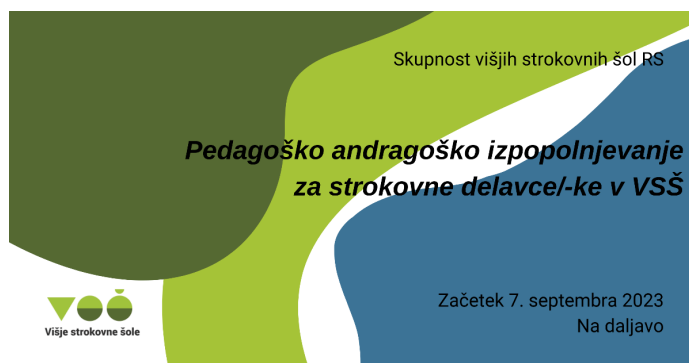 Skupnost višjih strokovnih šol RS
Pedagoško andragoško izpopolnjevanje
za strokovne delavce/-ke v VSŠ
Začetek 7. septembra 2023
Na daljavo
VOŠ
Višje strokovne šole